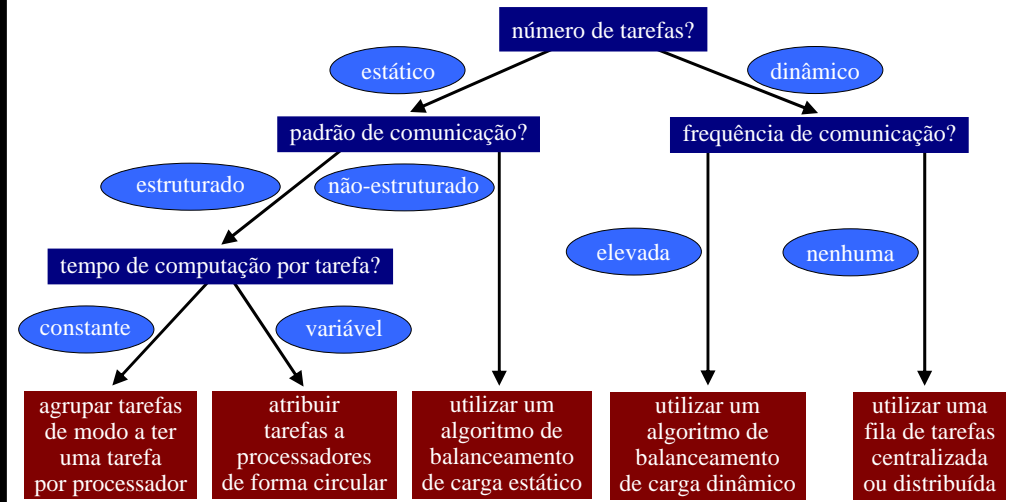 número de tarefas?
estático
dinâmico
padrão de comunicação?
frequência de comunicação?
estruturado
não-estruturado
elevada
nenhuma
tempo de computação por tarefa?
constante
variável
agrupar tarefas
de modo a ter
uma tarefa
por processador
atribuir
tarefas a
processadores
de forma circular
utilizar um
algoritmo de
balanceamento
de carga estático
utilizar um
algoritmo de
balanceamento
de carga dinâmico
utilizar uma
fila de tarefas
centralizada
ou distribuída